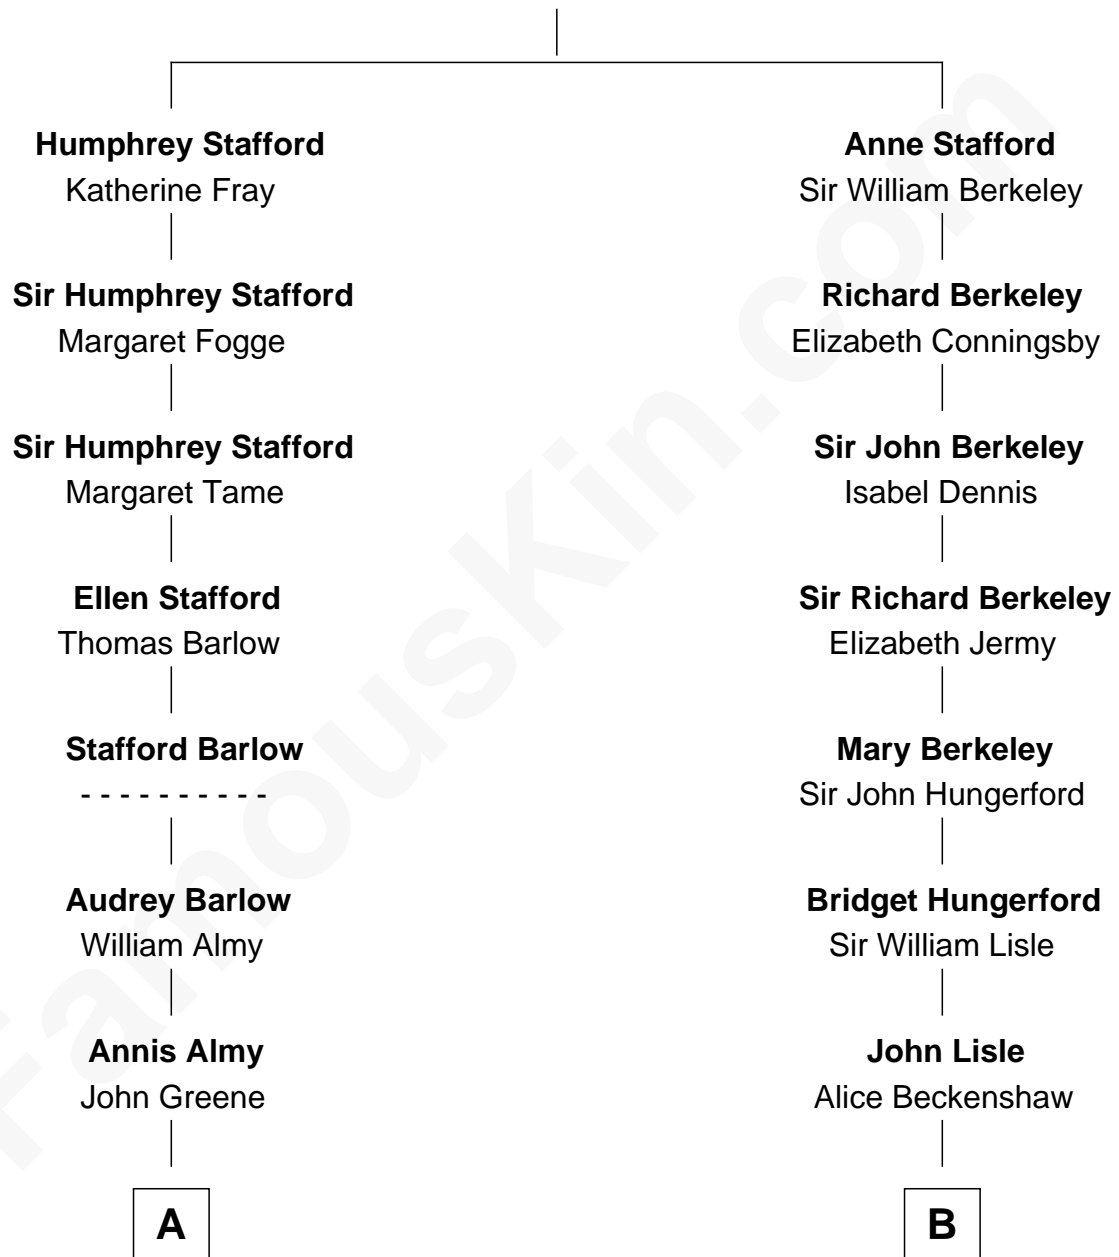 Humphrey Stafford
Katherine Fray
Sir Humphrey Stafford
Margaret Fogge
Sir Humphrey Stafford
Margaret Tame
Ellen Stafford
Thomas Barlow
Stafford Barlow
- - - - - - - - - -
Audrey Barlow
William Almy
Annis Almy
John Greene
A
Anne Stafford
Sir William Berkeley
Richard Berkeley
Elizabeth Conningsby
Sir John Berkeley
Isabel Dennis
Sir Richard Berkeley
Elizabeth Jermy
Mary Berkeley
Sir John Hungerford
Bridget Hungerford
Sir William Lisle
John Lisle
Alice Beckenshaw
B
FamousKin.com